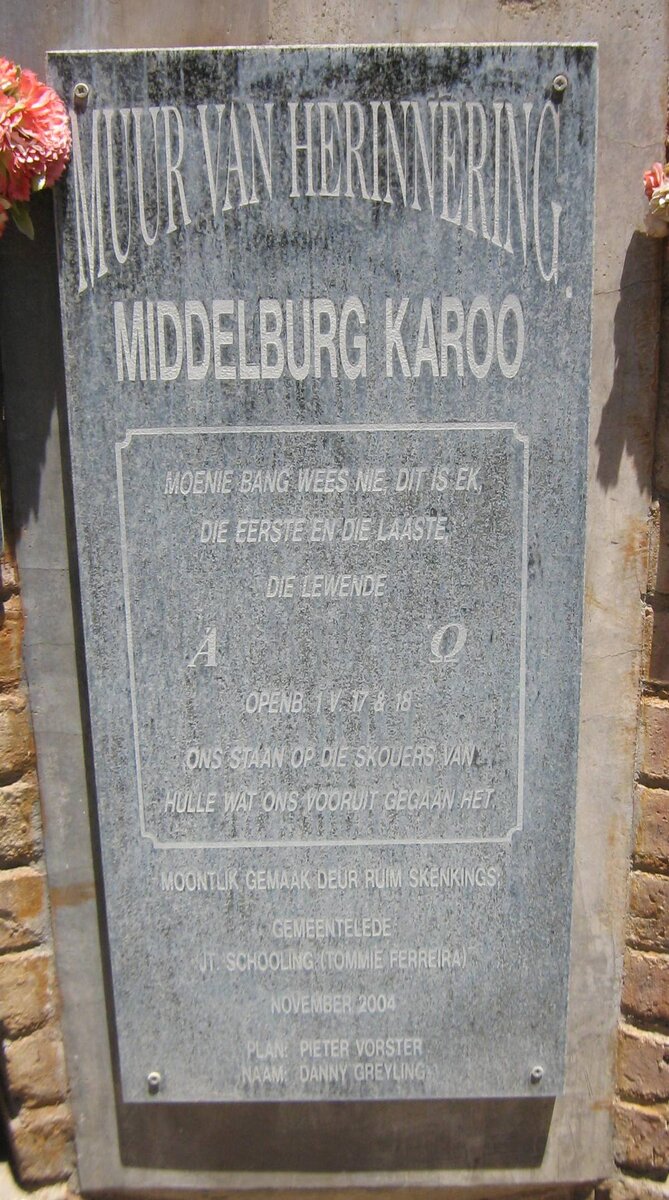 MUUR VAN HERINNERING.
MIDDELBURG KAROO
MOENIE BANG WEES NIE, DIT IS EK,
DIE EERSTE EN DIE LAASTE,
DIE LEWENDE
Á Ω
OPENB. 1 V. 17 & 18
ONS STAAN OP DIE SKOUERS VAN
HULLE WAT ONS VOORUIT GEGAAN HET.
MOONTLIK GEMAAK DEUR RUIM SKENKINGS:
GEMEENTELEDE
JT. SCHOOLING (TOMMIE FERREIRA)
NOVEMBER 2004
PLAN: PIETER VORSTER
NAAM: DANNY GREYLING